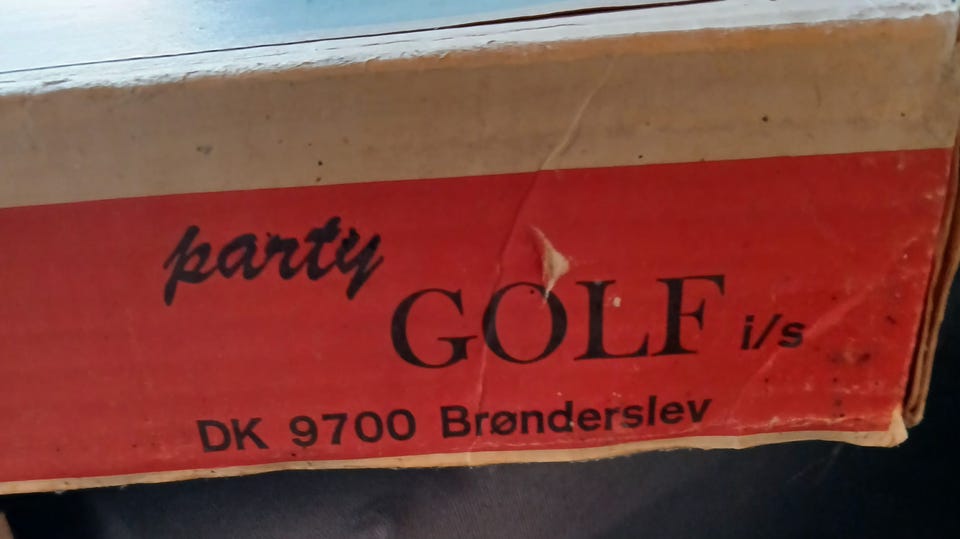 party
GOLF i/s
DK 9700 Brønderslev